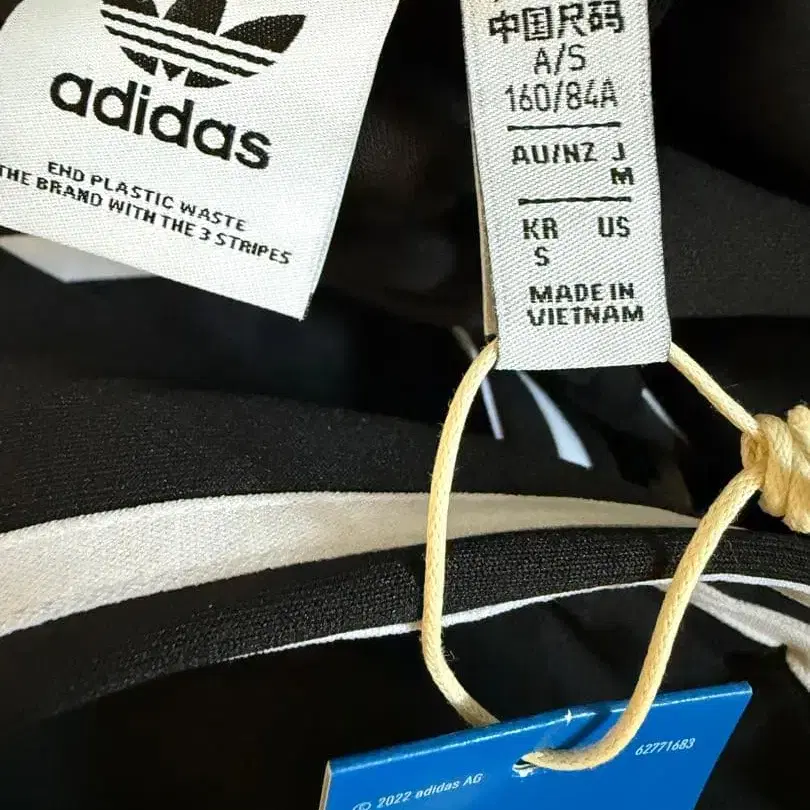 adidas
END PLASTIC WASTE
THE BRAND WITH THE 3 STRIPES
中国尺码
A/S
160/84A
AU/NZ J
M
KR US
S
MADE IN
VIETNAM
62771683
© 2022 adidas AG